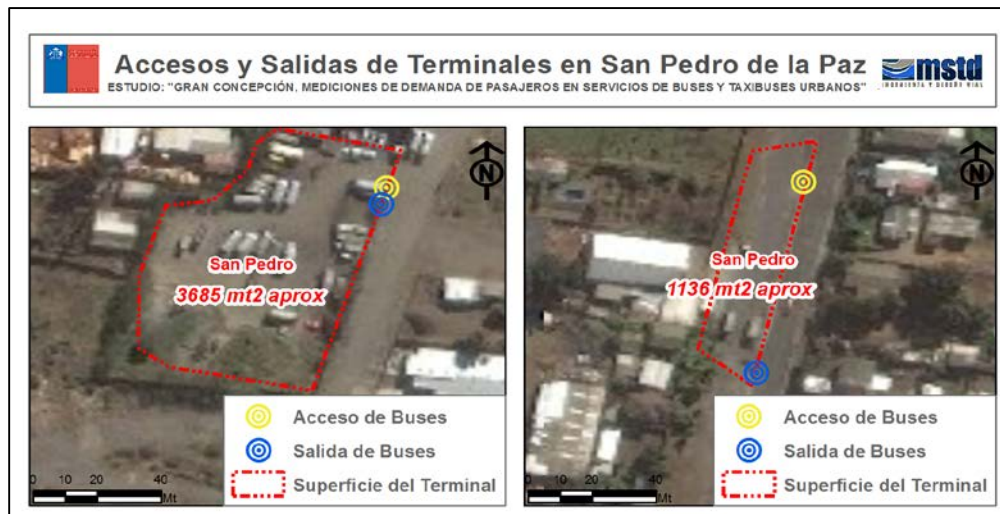 Accesos y Salidas de Terminales en San Pedro de la Paz
ESTUDIO: "GRAN CONCEPCIÓN, MEDICIONES DE DEMANDA DE PASAJEROS EN SERVICIOS DE BUSES Y TAXIBUSES URBANOS"
mstd
INGENIERIA Y DISEÑO VIAL
N
San Pedro
3685 mt2 aprox
Acceso de Buses
Salida de Buses
Superficie del Terminal
0 10 20 40
Mt
N
San Pedro
1136 mt2 aprox
Acceso de Buses
Salida de Buses
Superficie del Terminal
0 10 20 40
Mt